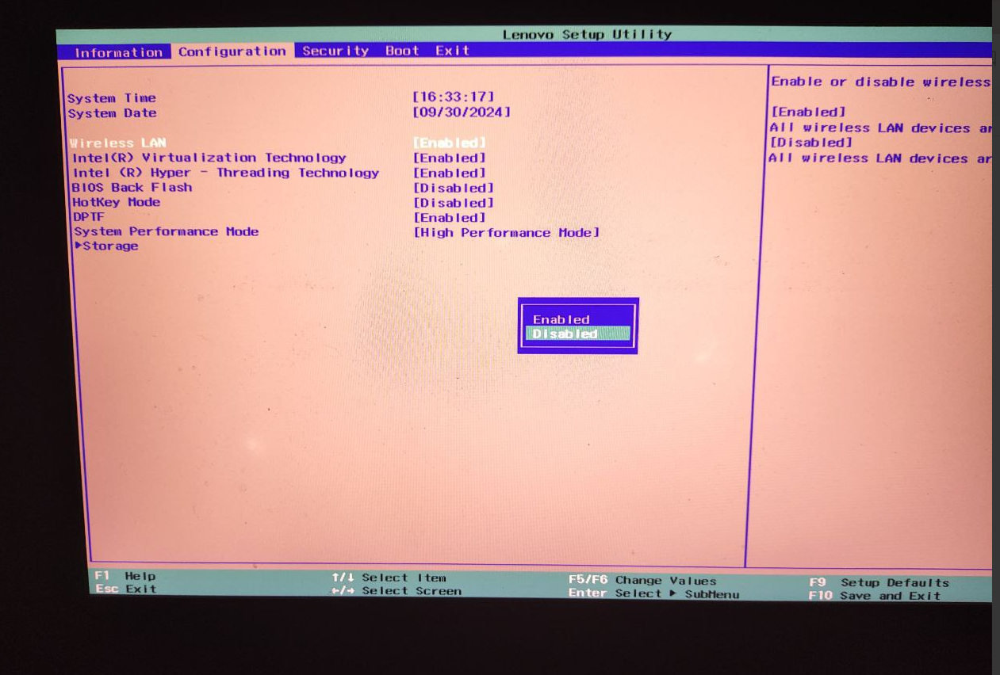 Lenovo Setup Utility
Information Configuration Security Boot Exit
System Time [16:33:17]
System Date [09/30/2024]
Wireless LAN [Enabled]
Intel(R) Virtualization Technology [Enabled]
Intel (R) Hyper - Threading Technology [Enabled]
BIOS Back Flash [Disabled]
HotKey Mode [Disabled]
DPTF [Enabled]
System Performance Mode [High Performance Mode]
▶Storage
Enabled
Disabled
Enable or disable wireless
[Enabled]
All wireless LAN devices
[Disabled]
All wireless LAN devices
F1 Help ↑/↓ Select Item F5/F6 Change Values F9 Setup Defaults
Esc Exit ←/→ Select Screen Enter Select ▶ SubMenu F10 Save and Exit